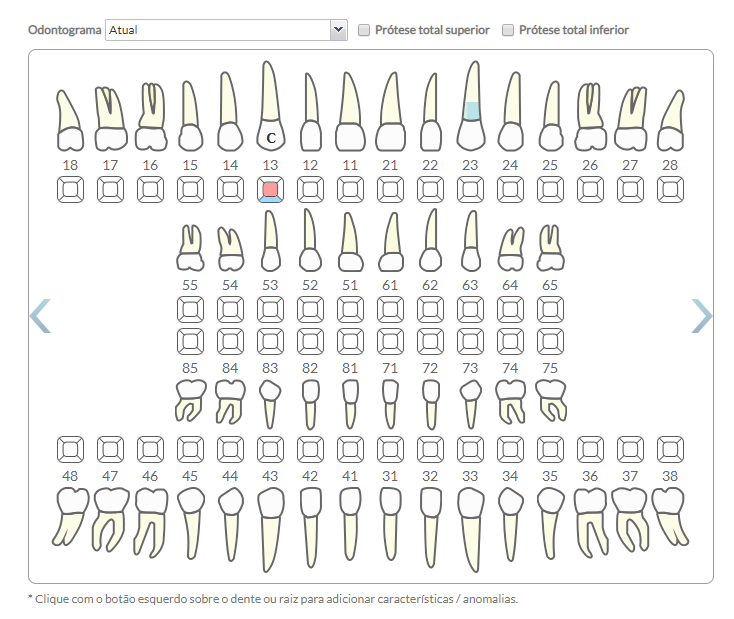 Odontograma Atual Prótese total superior Prótese total inferior
C
18 17 16 15 14 13 12 11 21 22 23 24 25 26 27 28
55 54 53 52 51 61 62 63 64 65
85 84 83 82 81 71 72 73 74 75
48 47 46 45 44 43 42 41 31 32 33 34 35 36 37 38
* Clique com o botão esquerdo sobre o dente ou raiz para adicionar características / anomalias.